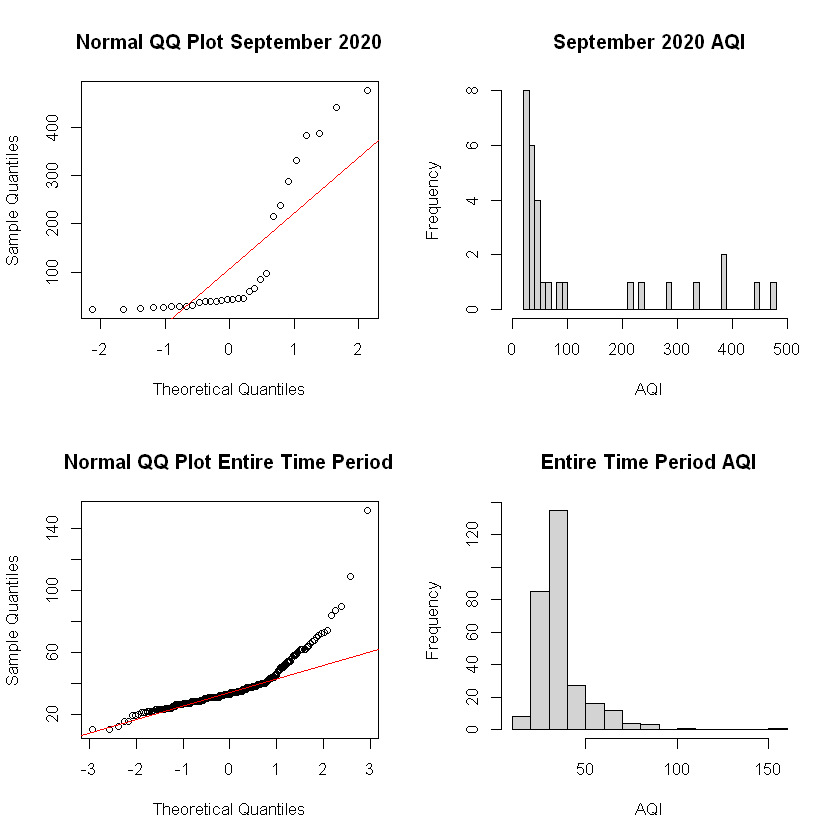 Normal QQ Plot September 2020
Sample Quantiles
100 200 300 400
-2 -1 0 1 2
Theoretical Quantiles
September 2020 AQI
Frequency
0 2 4 6 8
0 100 200 300 400 500
AQI
Normal QQ Plot Entire Time Period
Sample Quantiles
20 60 100 140
-3 -2 -1 0 1 2 3
Theoretical Quantiles
Entire Time Period AQI
Frequency
0 20 40 60 80 120
50 100 150
AQI